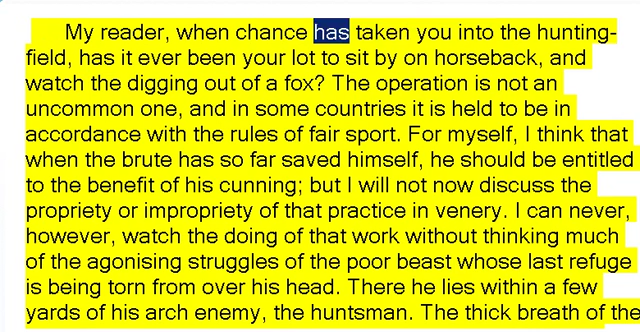 My reader, when chance has taken you into the hunting-
field, has it ever been your lot to sit by on horseback, and
watch the digging out of a fox? The operation is not an
uncommon one, and in some countries it is held to be in
accordance with the rules of fair sport. For myself, I think that
when the brute has so far saved himself, he should be entitled
to the benefit of his cunning; but I will not now discuss the
propriety or impropriety of that practice in venery. I can never,
however, watch the doing of that work without thinking much
of the agonising struggles of the poor beast whose last refuge
is being torn from over his head. There he lies within a few
yards of his arch enemy, the huntsman. The thick breath of the